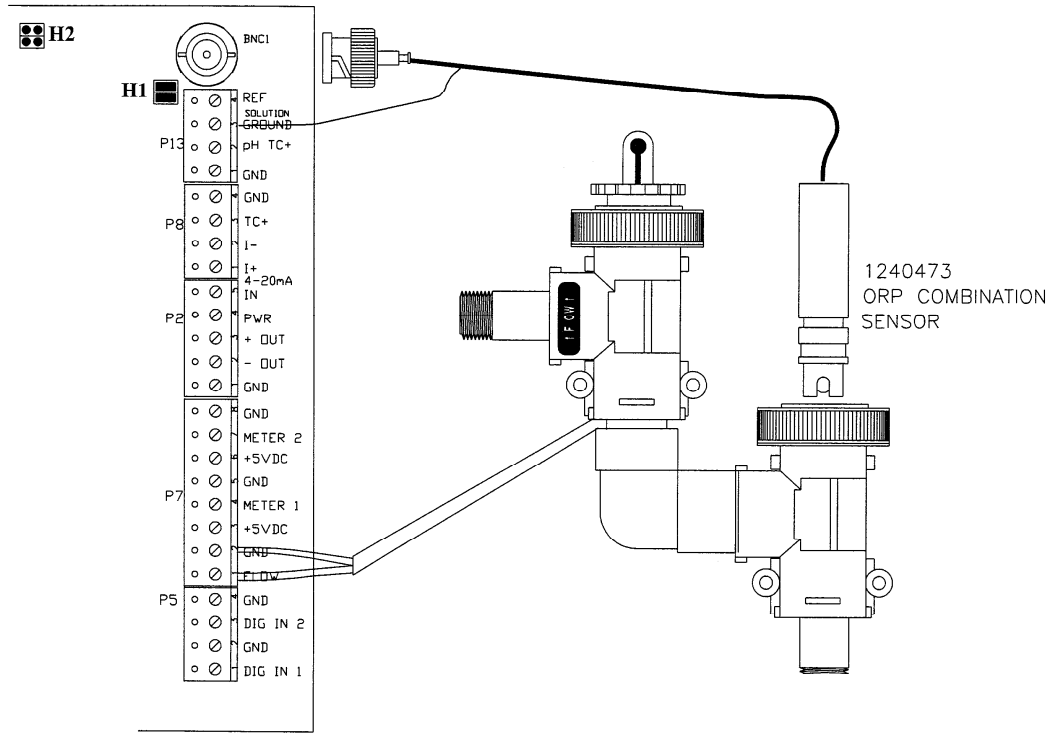 H2
BNC1
H1
REF
SOLUTION
GROUND
P13
pH TC+
GND
GND
P8
TC+
I-
I+
4-20mA
IN
P2
PWR
+ OUT
- OUT
GND
GND
METER 2
+5VDC
GND
P7
METER 1
+5VDC
GND
FLOW
P5
GND
DIG IN 2
GND
DIG IN 1
FLOW
1240473
ORP COMBINATION
SENSOR